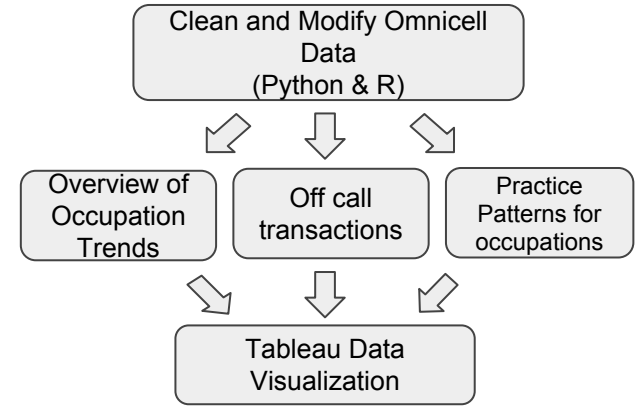 Clean and Modify Omnicell
Data
(Python & R)
Overview of
Occupation
Trends
Off call
transactions
Practice
Patterns for
occupations
Tableau Data
Visualization